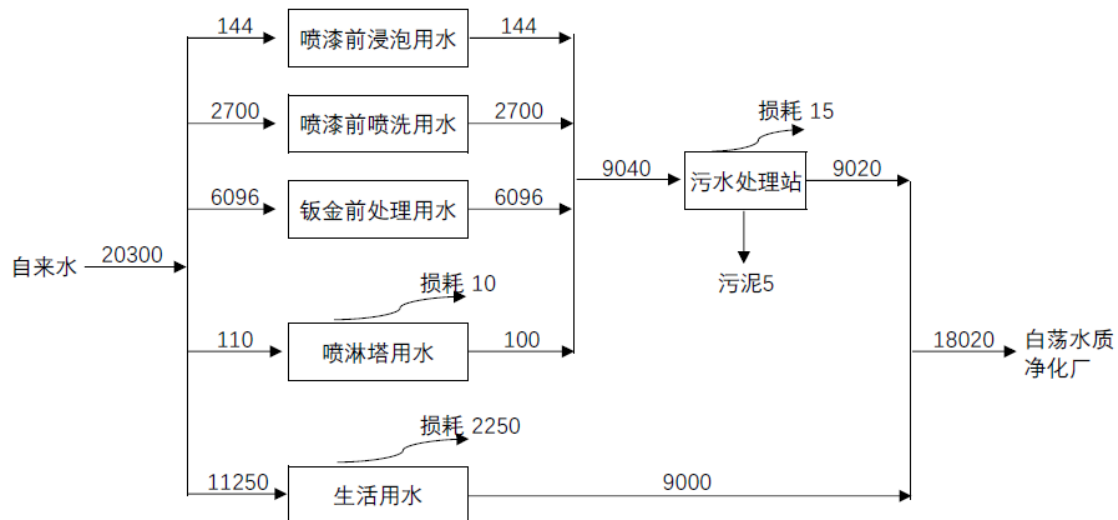 144
喷漆前浸泡用水
144
2700
喷漆前喷洗用水
2700
损耗 15
9040
污水处理站
9020
6096
钣金前处理用水
6096
自来水
20300
污泥5
损耗 10
110
喷淋塔用水
100
18020
白荡水质
净化厂
损耗 2250
11250
生活用水
9000